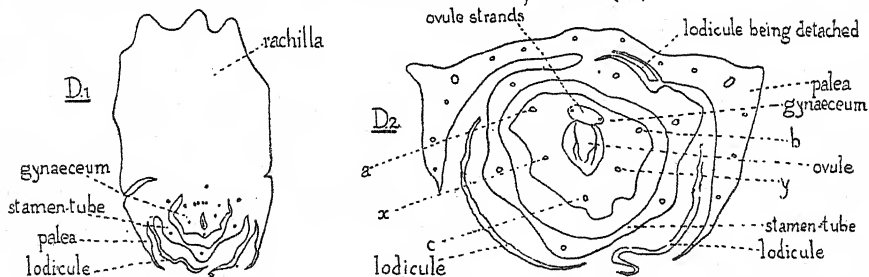 D.1
rachilla
gynaeceum
stamen-tube
palea
lodicule
ovule strands
lodicule being detached
D2.
palea
gynaeceum
a
b
ovule
x
y
c
stamen-tube
lodicule
lodicule